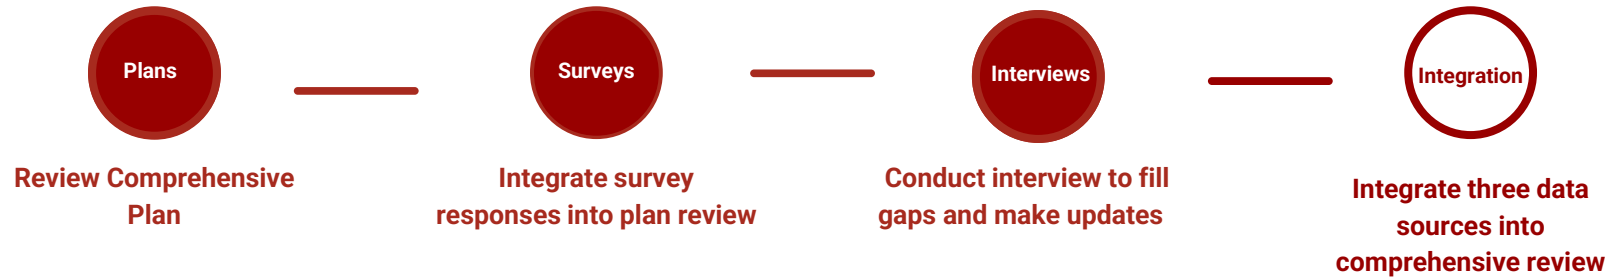 Plans
Review Comprehensive
Plan
Surveys
Integrate survey
responses into plan review
Interviews
Conduct interview to fill
gaps and make updates
Integration
Integrate three data
sources into
comprehensive review